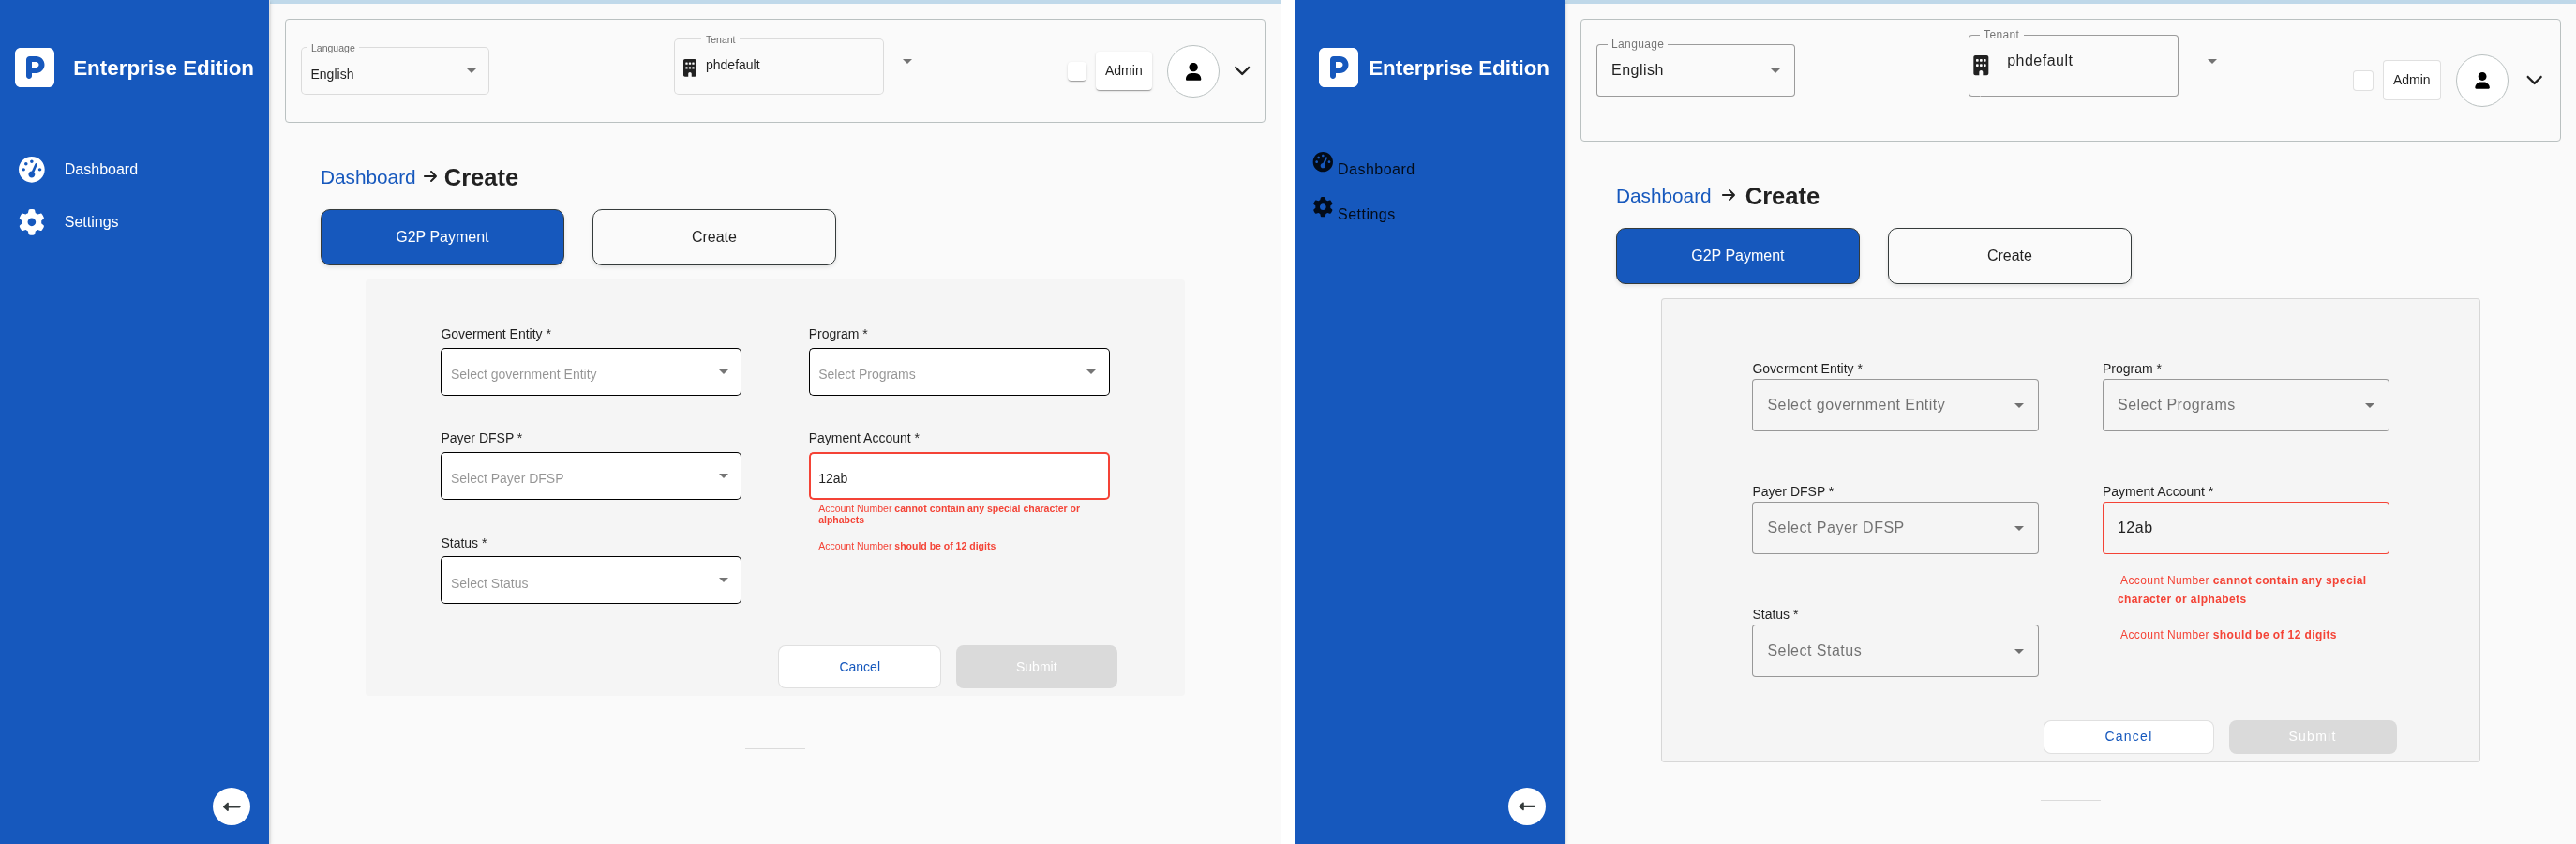 Enterprise Edition
Dashboard
Settings
Language
English
Tenant
phdefault
Admin
Dashboard → Create
G2P Payment
Create
Goverment Entity *
Select government Entity
Program *
Select Programs
Payer DFSP *
Select Payer DFSP
Payment Account *
12ab
Account Number cannot contain any special character or
alphabets
Account Number should be of 12 digits
Status *
Select Status
Cancel
Submit
Enterprise Edition
Dashboard
Settings
Language
English
Tenant
phdefault
Admin
Dashboard → Create
G2P Payment
Create
Goverment Entity *
Select government Entity
Program *
Select Programs
Payer DFSP *
Select Payer DFSP
Payment Account *
12ab
Account Number cannot contain any special
character or alphabets
Account Number should be of 12 digits
Status *
Select Status
Cancel
Submit